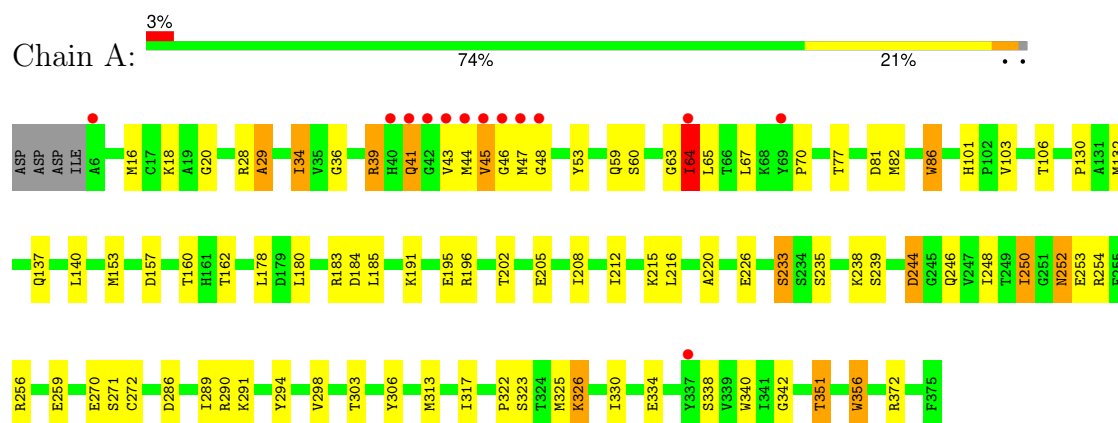 3%
Chain A:
74% 21% • •
ASP ASP ASP ILE A6 M16 C17 K18 A19 G20 R28 A29 I34 V35 G36 R39 H40 Q41 G42 V43 M44 V45 G46 M47 G48 Y53 Q59 S60 G63 I64 L65 T66 L67 K68 Y69 P70 T77 D81 M82 W86 H101 P102 V103 T106 P130 A131 M132
Q137 L140 M153 D157 T160 H161 T162 L178 D179 L180 R183 D184 L185 K191 E195 R196 T202 E205 I208 I212 K215 L216 A220 E226 S233 S234 S235 K238 S239 D244 G245 Q246 V247 I248 T249 I250 G251 N252 E253 R254 F255
R256 E259 E270 S271 C272 D286 I289 R290 K291 Y294 V298 T303 Y306 M313 I317 P322 S323 T324 M325 K326 I330 E334 Y337 S338 V339 W340 I341 G342 T351 W356 R372 F375